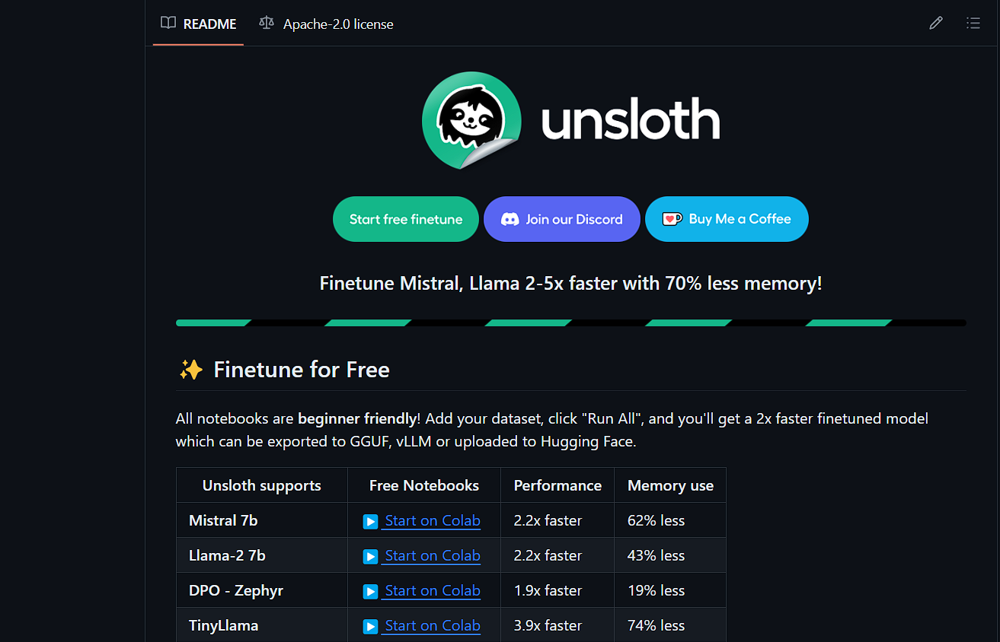 README Apache-2.0 license
unsloth
Start free finetune Join our Discord Buy Me a Coffee
Finetune Mistral, Llama 2-5x faster with 70% less memory!
✨ Finetune for Free
All notebooks are beginner friendly! Add your dataset, click "Run All", and you'll get a 2x faster finetuned model
which can be exported to GGUF, vLLM or uploaded to Hugging Face.
Unsloth supports Free Notebooks Performance Memory use
Mistral 7b ▶️ Start on Colab 2.2x faster 62% less
Llama-2 7b ▶️ Start on Colab 2.2x faster 43% less
DPO - Zephyr ▶️ Start on Colab 1.9x faster 19% less
TinyLlama ▶️ Start on Colab 3.9x faster 74% less